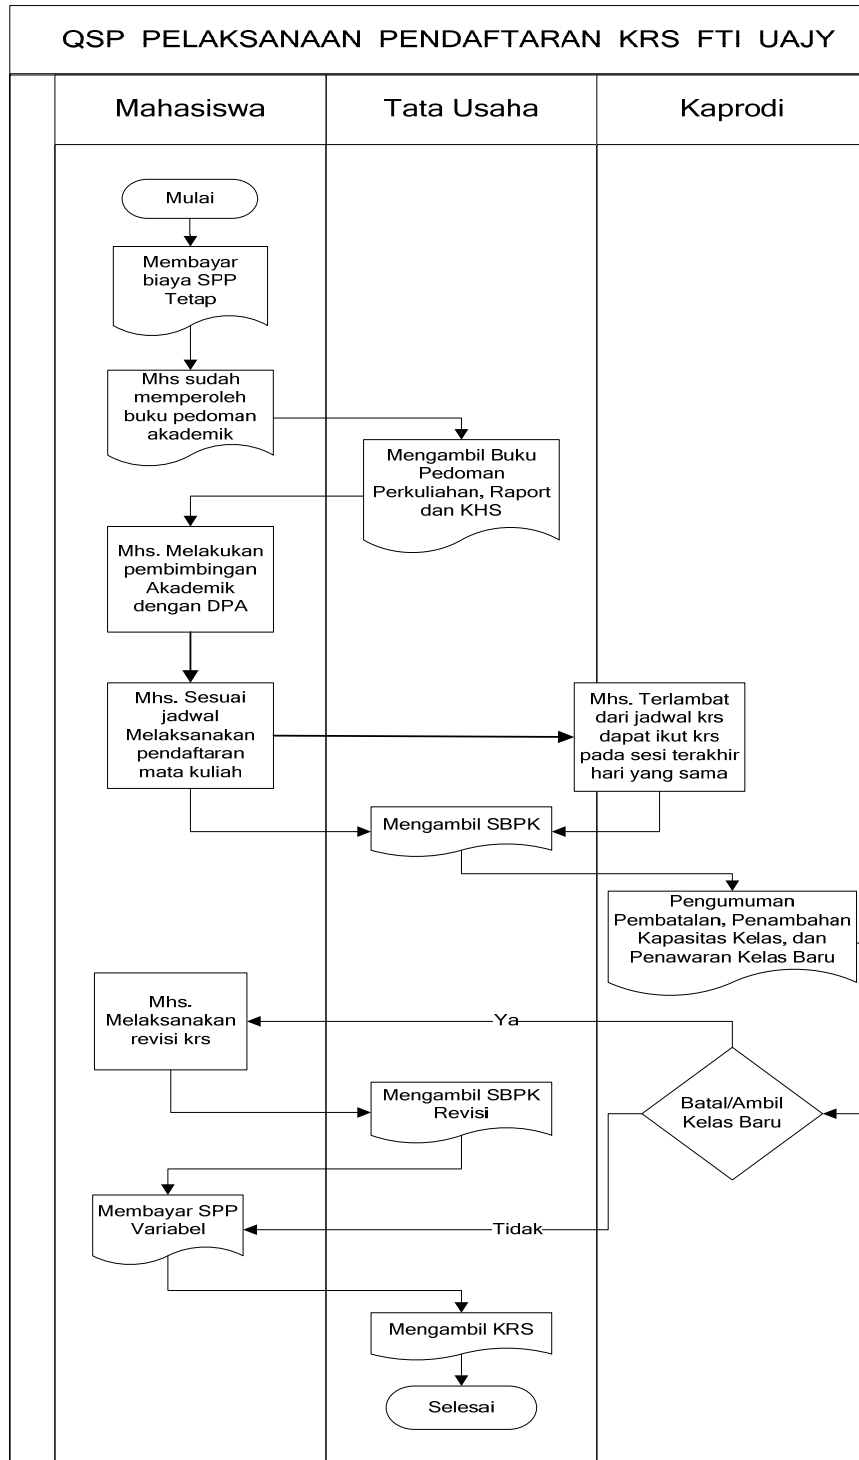 QSP PELAKSANAAN PENDAFTARAN KRS FTI UAJY
Mahasiswa
Tata Usaha
Kaprodi
Mulai
Membayar
biaya SPP
Tetap
Mhs sudah
memperoleh
buku pedoman
akademik
Mengambil Buku
Pedoman
Perkuliahan, Raport
dan KHS
Mhs. Melakukan
pembimbingan
Akademik
dengan DPA
Mhs. Sesuai
jadwal
Melaksanakan
pendaftaran
mata kuliah
Mhs. Terlambat
dari jadwal krs
dapat ikut krs
pada sesi terakhir
hari yang sama
Mengambil SBPK
Pengumuman
Pembatalan, Penambahan
Kapasitas Kelas, dan
Penawaran Kelas Baru
Mhs.
Melaksanakan
revisi krs
Ya
Batal/Ambil
Kelas Baru
Mengambil SBPK
Revisi
Membayar SPP
Variabel
Tidak
Mengambil KRS
Selesai